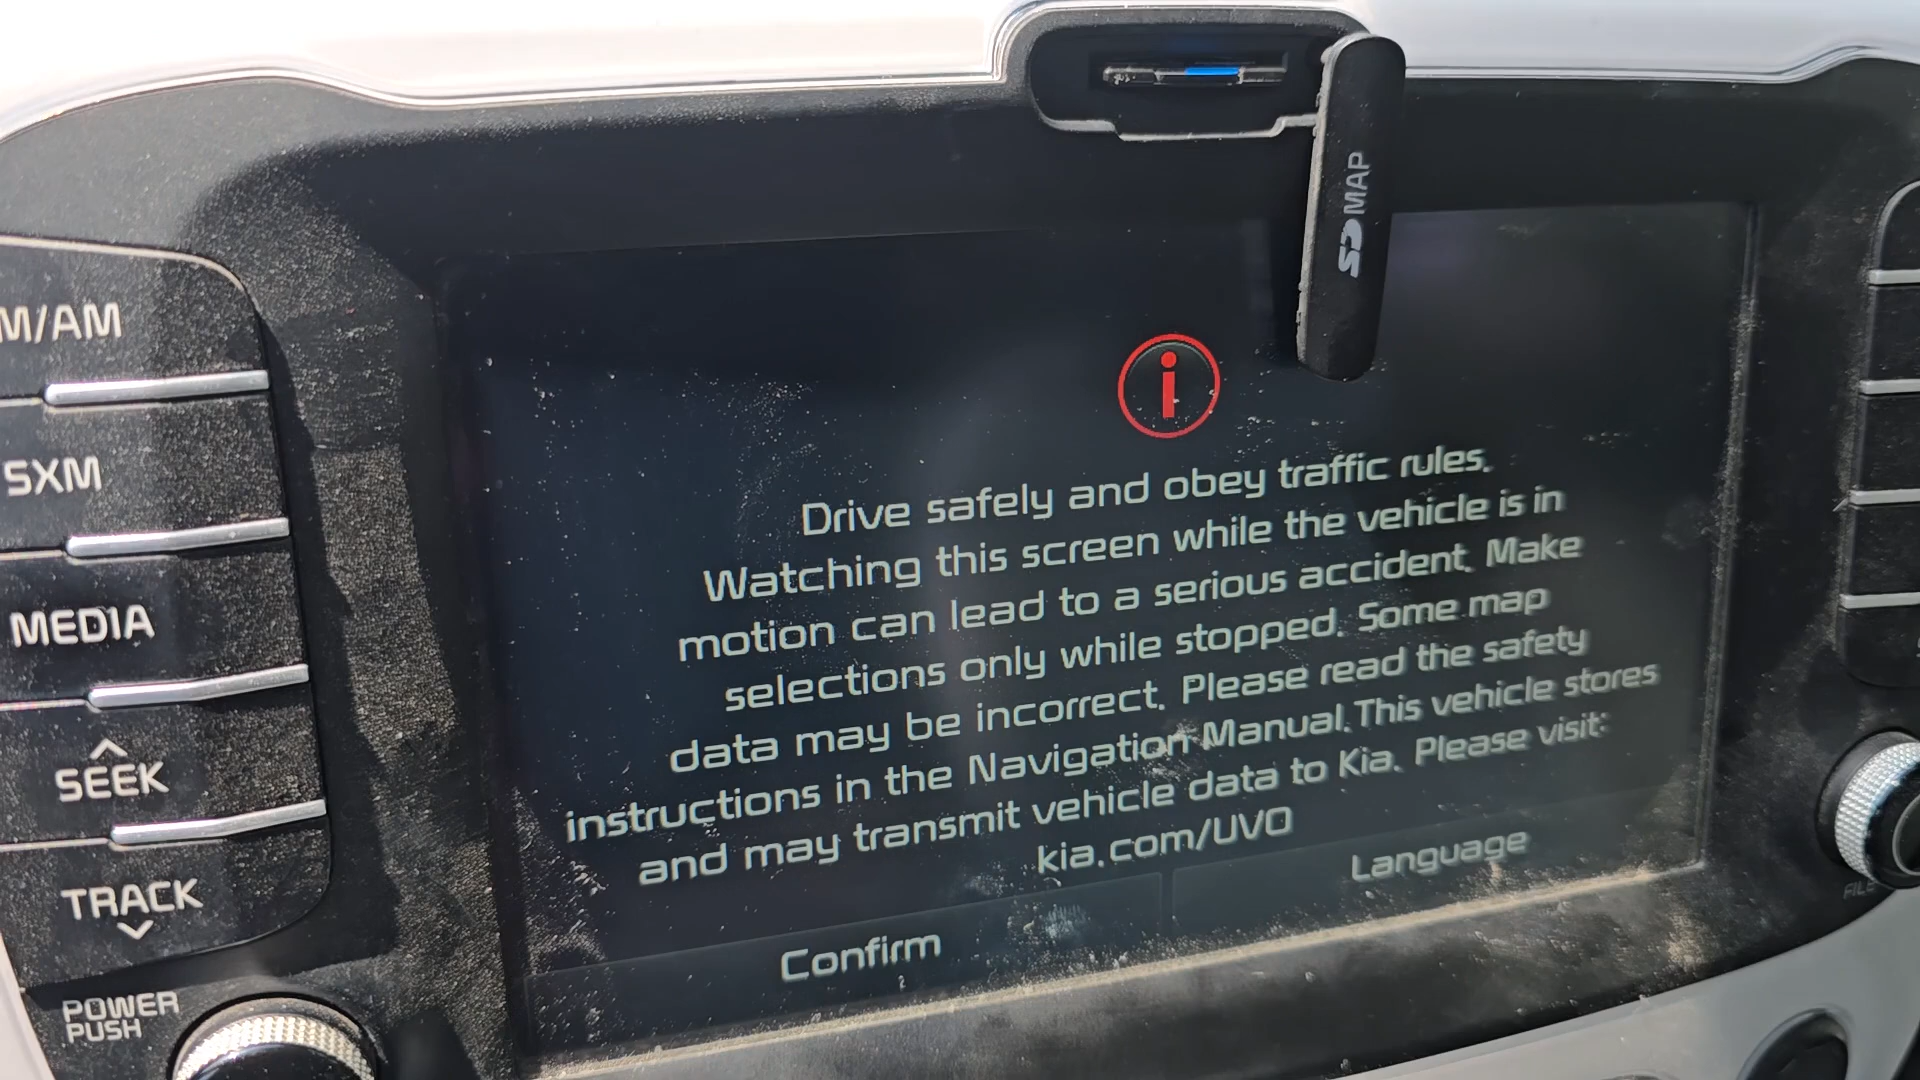 SD MAP
M/AM
SXM
MEDIA
SEEK
TRACK
POWER
PUSH
Drive safely and obey traffic rules.
Watching this screen while the vehicle is in
motion can lead to a serious accident. Make
selections only while stopped. Some map
data may be incorrect. Please read the safety
instructions in the Navigation Manual. This vehicle stores
and may transmit vehicle data to Kia. Please visit:
kia.com/UVO
Confirm
Language
FILE